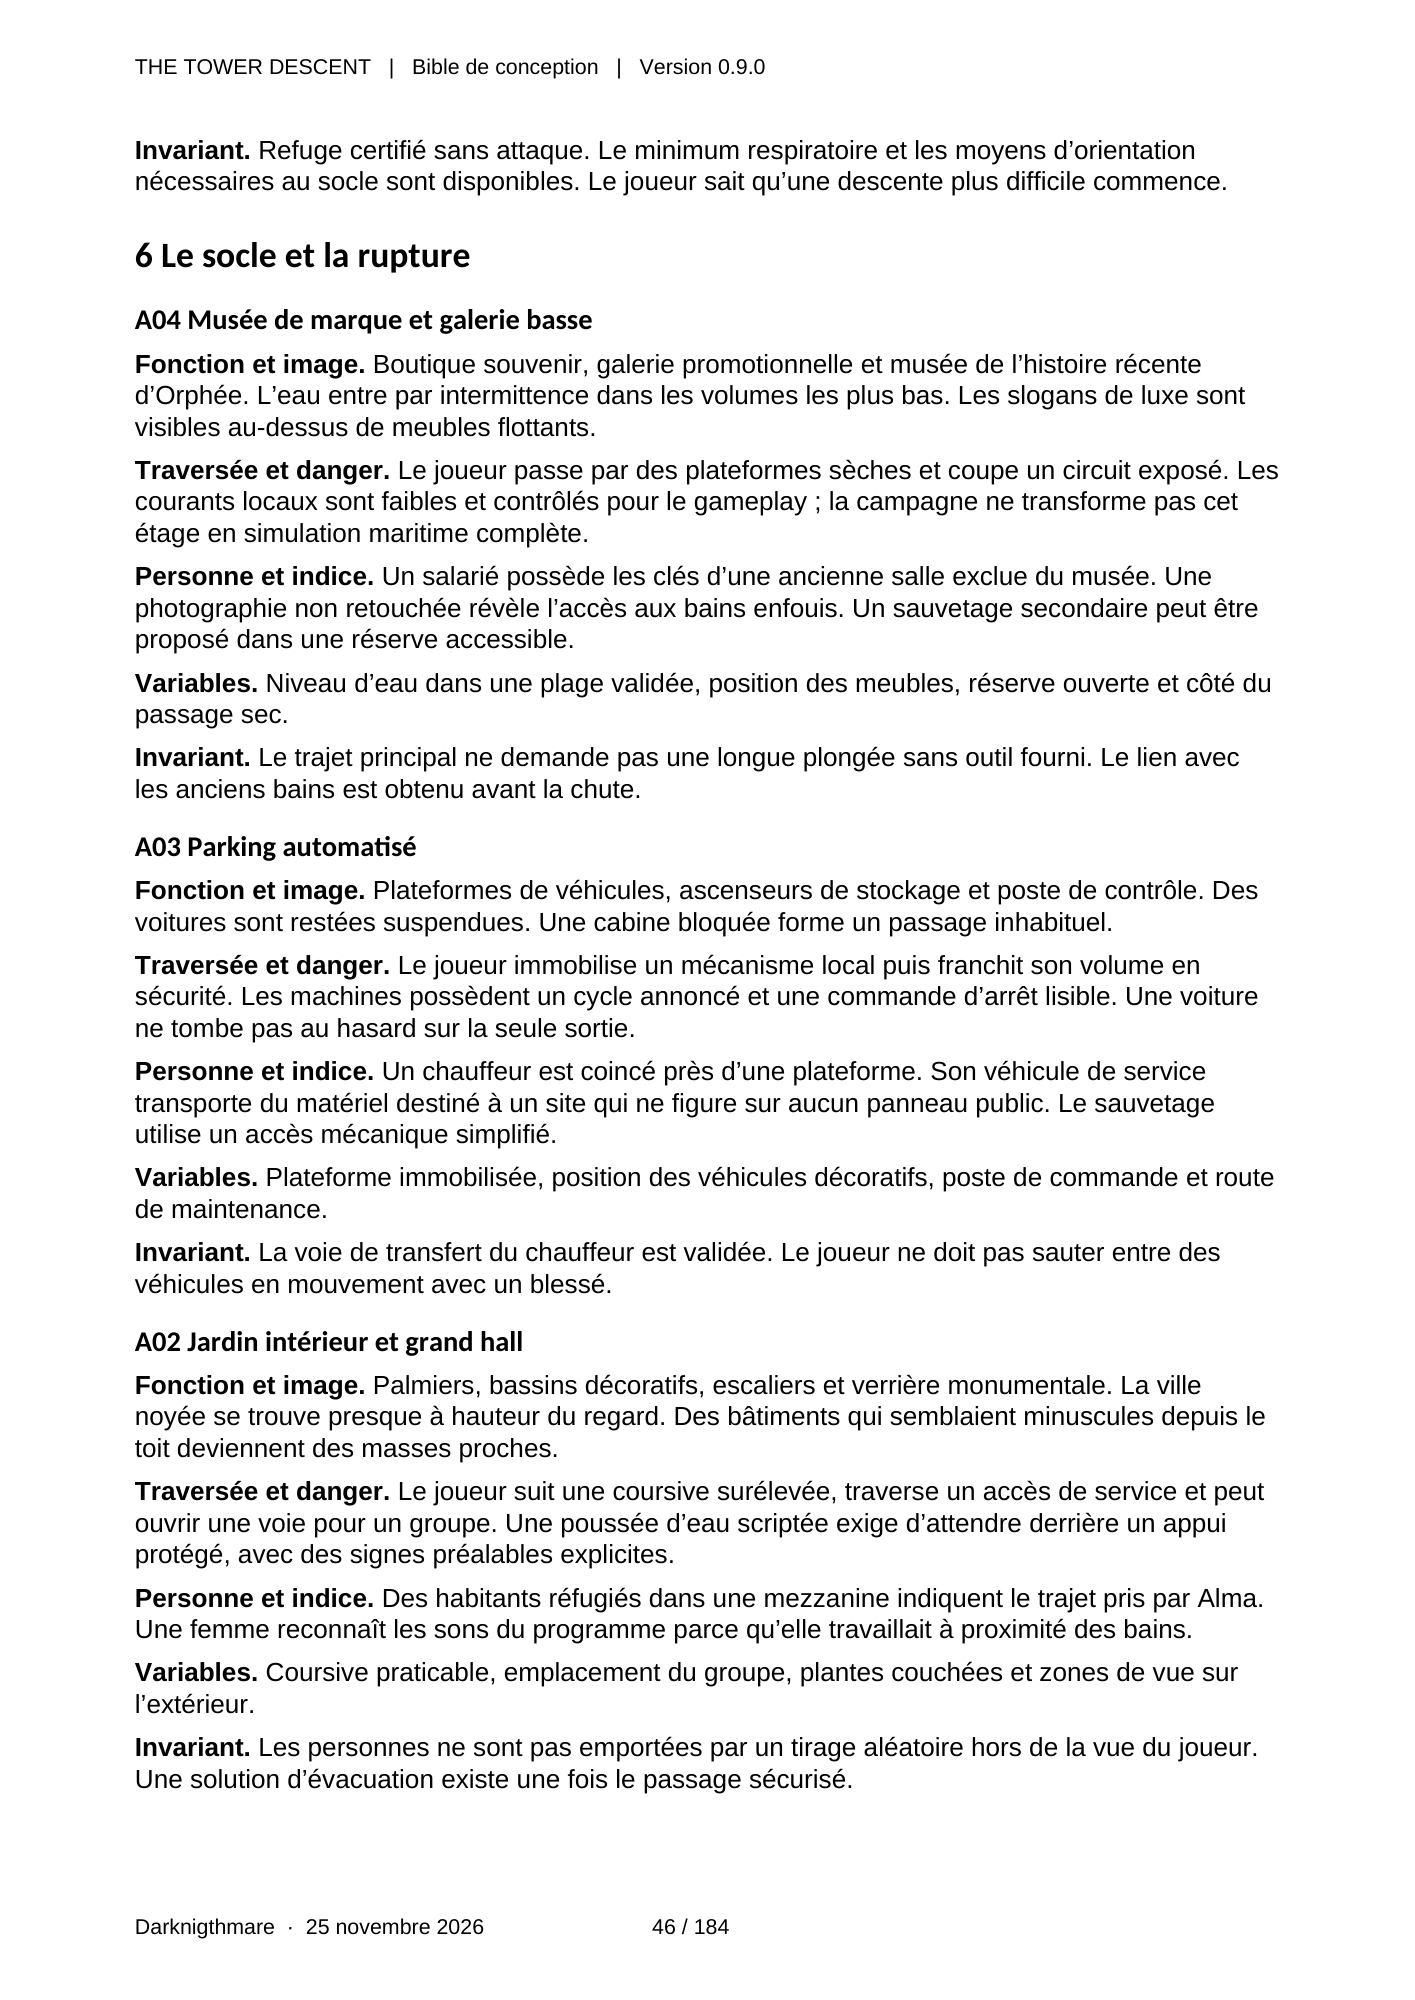 THE TOWER DESCENT | Bible de conception | Version 0.9.0
Invariant. Refuge certifié sans attaque. Le minimum respiratoire et les moyens d’orientation
nécessaires au socle sont disponibles. Le joueur sait qu’une descente plus difficile commence.
6 Le socle et la rupture
A04 Musée de marque et galerie basse
Fonction et image. Boutique souvenir, galerie promotionnelle et musée de l’histoire récente
d’Orphée. L’eau entre par intermittence dans les volumes les plus bas. Les slogans de luxe sont
visibles au-dessus de meubles flottants.
Traversée et danger. Le joueur passe par des plateformes sèches et coupe un circuit exposé. Les
courants locaux sont faibles et contrôlés pour le gameplay ; la campagne ne transforme pas cet
étage en simulation maritime complète.
Personne et indice. Un salarié possède les clés d’une ancienne salle exclue du musée. Une
photographie non retouchée révèle l’accès aux bains enfouis. Un sauvetage secondaire peut être
proposé dans une réserve accessible.
Variables. Niveau d’eau dans une plage validée, position des meubles, réserve ouverte et côté du
passage sec.
Invariant. Le trajet principal ne demande pas une longue plongée sans outil fourni. Le lien avec
les anciens bains est obtenu avant la chute.
A03 Parking automatisé
Fonction et image. Plateformes de véhicules, ascenseurs de stockage et poste de contrôle. Des
voitures sont restées suspendues. Une cabine bloquée forme un passage inhabituel.
Traversée et danger. Le joueur immobilise un mécanisme local puis franchit son volume en
sécurité. Les machines possèdent un cycle annoncé et une commande d’arrêt lisible. Une voiture
ne tombe pas au hasard sur la seule sortie.
Personne et indice. Un chauffeur est coincé près d’une plateforme. Son véhicule de service
transporte du matériel destiné à un site qui ne figure sur aucun panneau public. Le sauvetage
utilise un accès mécanique simplifié.
Variables. Plateforme immobilisée, position des véhicules décoratifs, poste de commande et route
de maintenance.
Invariant. La voie de transfert du chauffeur est validée. Le joueur ne doit pas sauter entre des
véhicules en mouvement avec un blessé.
A02 Jardin intérieur et grand hall
Fonction et image. Palmiers, bassins décoratifs, escaliers et verrière monumentale. La ville
noyée se trouve presque à hauteur du regard. Des bâtiments qui semblaient minuscules depuis le
toit deviennent des masses proches.
Traversée et danger. Le joueur suit une coursive surélevée, traverse un accès de service et peut
ouvrir une voie pour un groupe. Une poussée d’eau scriptée exige d’attendre derrière un appui
protégé, avec des signes préalables explicites.
Personne et indice. Des habitants réfugiés dans une mezzanine indiquent le trajet pris par Alma.
Une femme reconnaît les sons du programme parce qu’elle travaillait à proximité des bains.
Variables. Coursive praticable, emplacement du groupe, plantes couchées et zones de vue sur
l’extérieur.
Invariant. Les personnes ne sont pas emportées par un tirage aléatoire hors de la vue du joueur.
Une solution d’évacuation existe une fois le passage sécurisé.
Darknigthmare · 25 novembre 2026 46 / 184